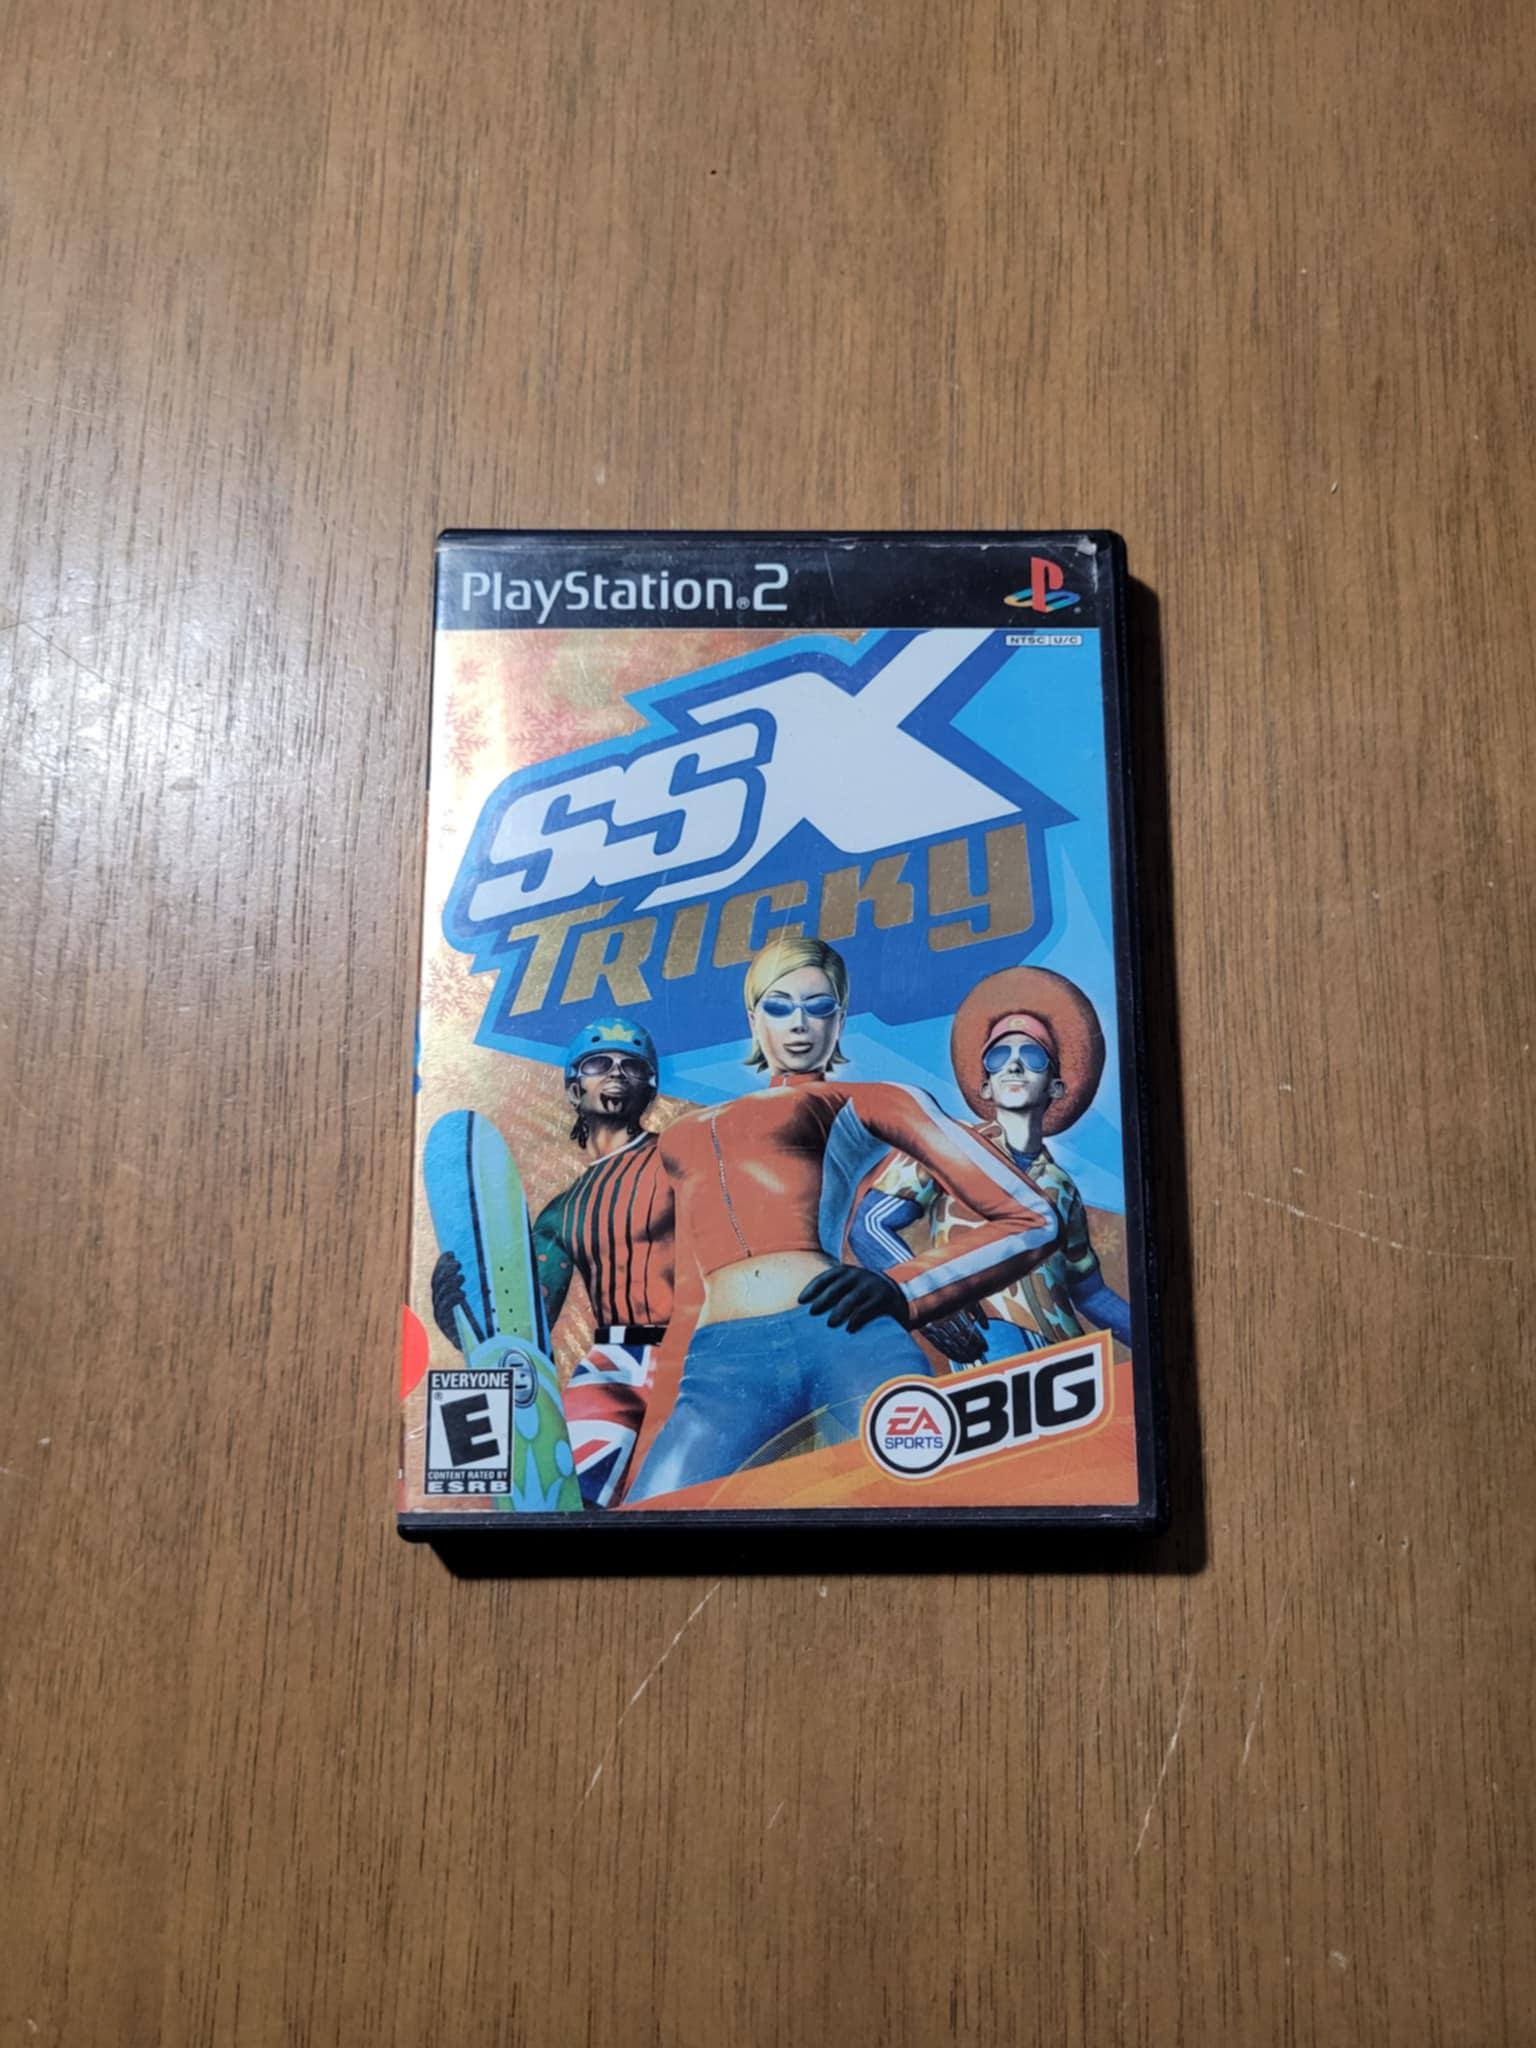 PlayStation®2
NTSC U/C
SSX
TRICKY
EVERYONE
E
CONTENT RATED BY
ESRB
EA
SPORTS
BIG